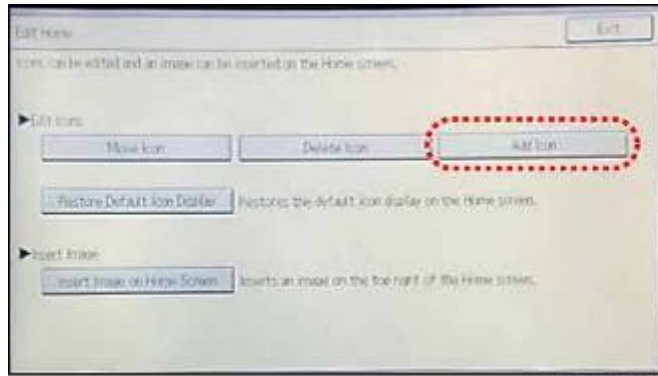 Edit Home
Exit
Icons can be edited and an image can be inserted on the Home screen.
►Edit Icons
Move Icon
Delete Icon
Add Icon
Restore Default Icon Display
Restores the default icon display on the Home screen.
►Insert Image
Insert Image on Home Screen
Inserts an image on the top right of the Home screen.